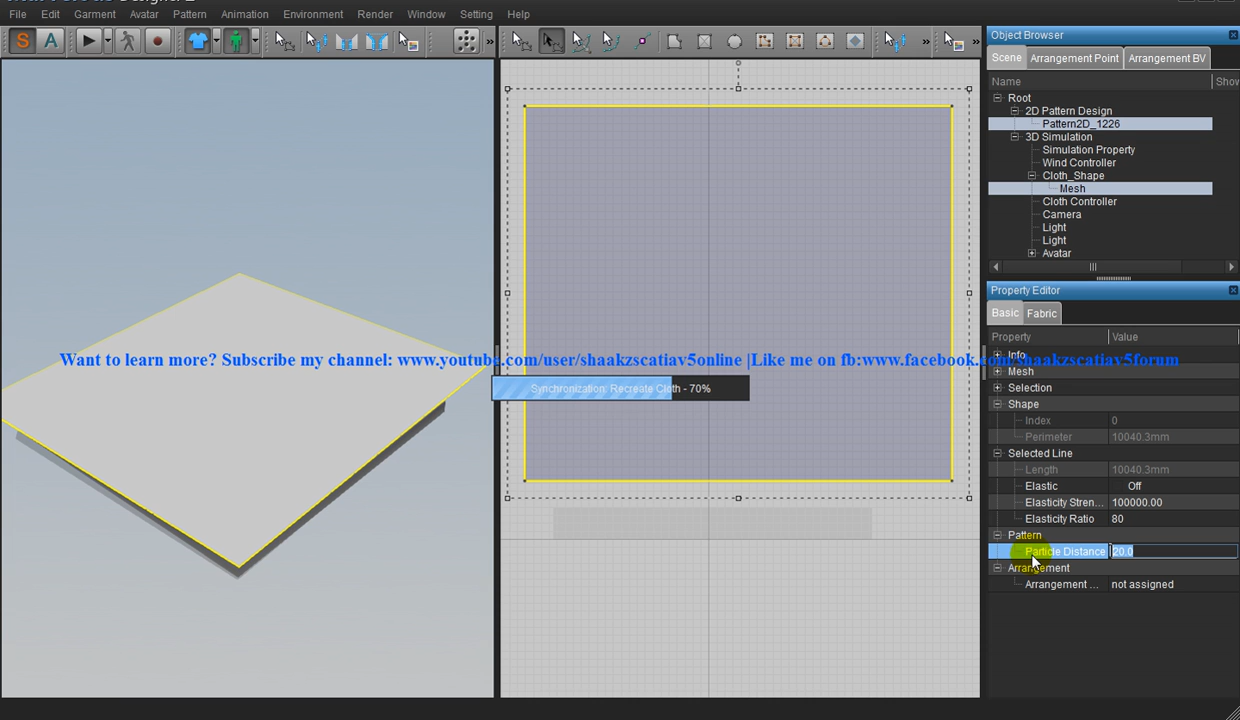 File Edit Garment Avatar Pattern Animation Environment Render Window Setting Help
S A
Object Browser
Scene Arrangement Point Arrangement BV
Name Show
Root
2D Pattern Design
Pattern2D_1226
3D Simulation
Simulation Property
Wind Controller
Cloth_Shape
Mesh
Cloth Controller
Camera
Light
Light
Avatar
Property Editor
Basic Fabric
Property Value
Info
Want to learn more? Subscribe my channel: www.youtube.com/user/shaakzscatiav5online |Like me on fb:www.facebook.com/shaakzscatiav5forum
Mesh
Synchronization: Recreate Cloth - 70%
Selection
Shape
Index 0
Perimeter 10040.3mm
Selected Line
Length 10040.3mm
Elastic Off
Elasticity Stren... 100000.00
Elasticity Ratio 80
Pattern
Particle Distance 20.0
Arrangement
Arrangement ... not assigned